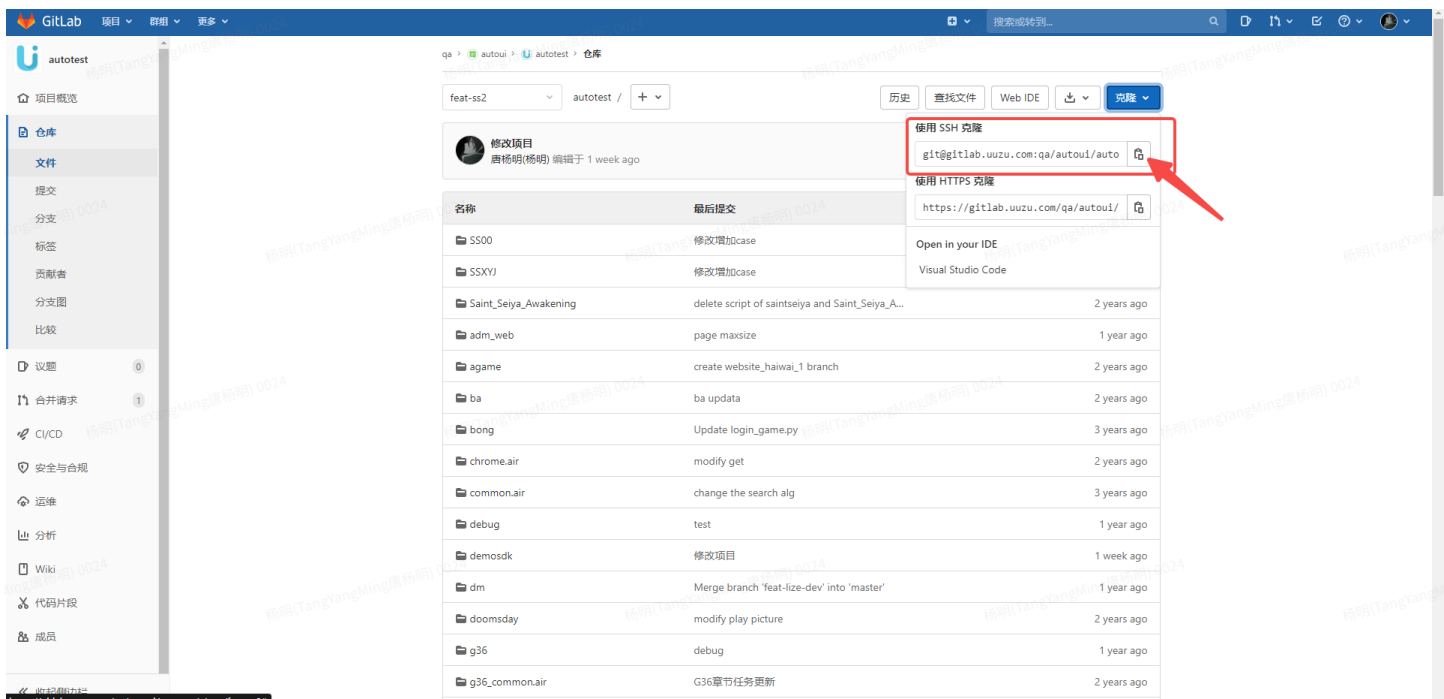 GitLab 项目 群组 更多 搜索或转到...
autotest
项目概览
仓库
文件
提交
分支
标签
贡献者
分支图
比较
议题 0
合并请求 1
CI/CD
安全与合规
运维
分析
Wiki
代码片段
成员
收起侧边栏
qa > autoui > autotest > 仓库
feat-ss2 autotest / + 历史 查找文件 Web IDE 克隆
修改项目
唐杨明(杨明) 编辑于 1 week ago
使用 SSH 克隆
git@gitlab.uuzu.com:qa/autoui/auto
使用 HTTPS 克隆
https://gitlab.uuzu.com/qa/autoui/
Open in your IDE
Visual Studio Code
名称 最后提交
SS00 修改增加case
SSXYJ 修改增加case
Saint_Seiya_Awakening delete script of saintseiya and Saint_Seiya_A... 2 years ago
adm_web page maxsize 1 year ago
agame create website_haiwai_1 branch 2 years ago
ba ba updata 2 years ago
bong Update login_game.py 3 years ago
chrome.air modify get 2 years ago
common.air change the search alg 3 years ago
debug test 1 year ago
demosdk 修改项目 1 week ago
dm Merge branch 'feat-lize-dev' into 'master' 1 year ago
doomsday modify play picture 2 years ago
g36 debug 1 year ago
g36_common.air G36章节任务更新 2 years ago
杨明(TangYangMing唐杨明) 0024